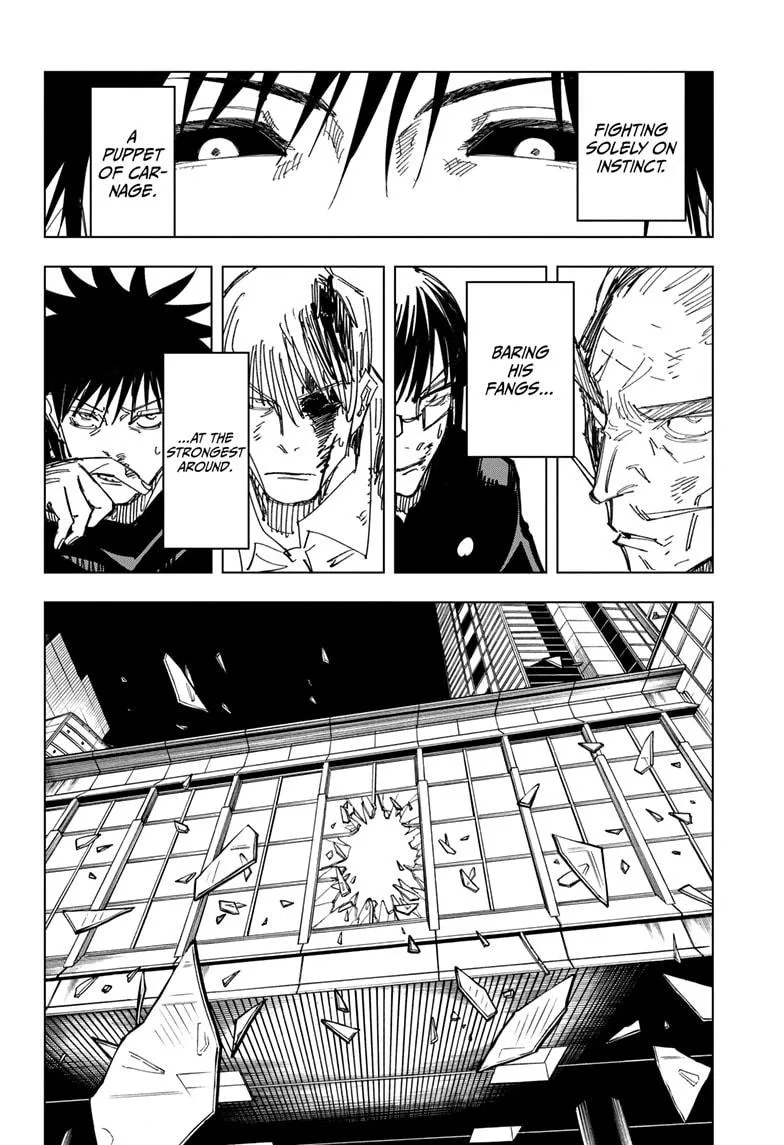 FIGHTING
SOLELY ON
INSTINCT.
A
PUPPET
OF CAR-
NAGE.
BARING
HIS
FANGS...
...AT THE
STRONGEST
AROUND.